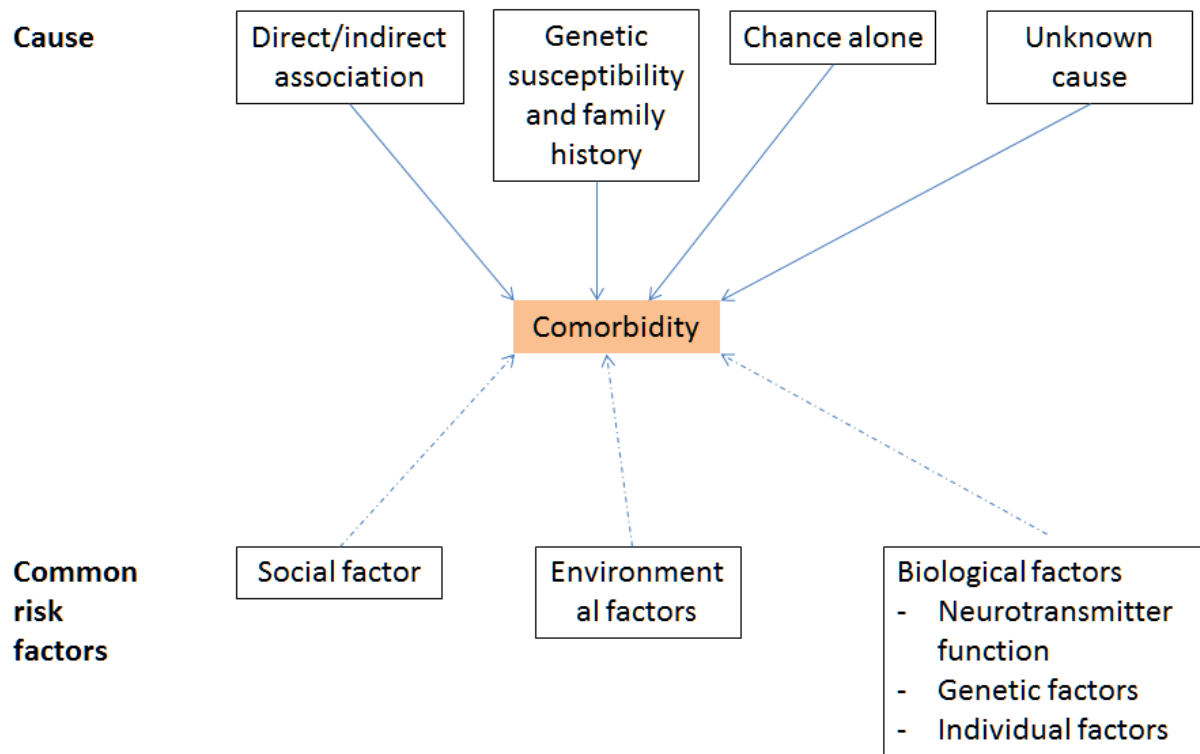 Cause
Direct/indirect
association
Genetic
susceptibility
and family
history
Chance alone
Unknown
cause
Comorbidity
Common
risk
factors
Social factor
Environment
al factors
Biological factors
- Neurotransmitter
function
- Genetic factors
- Individual factors